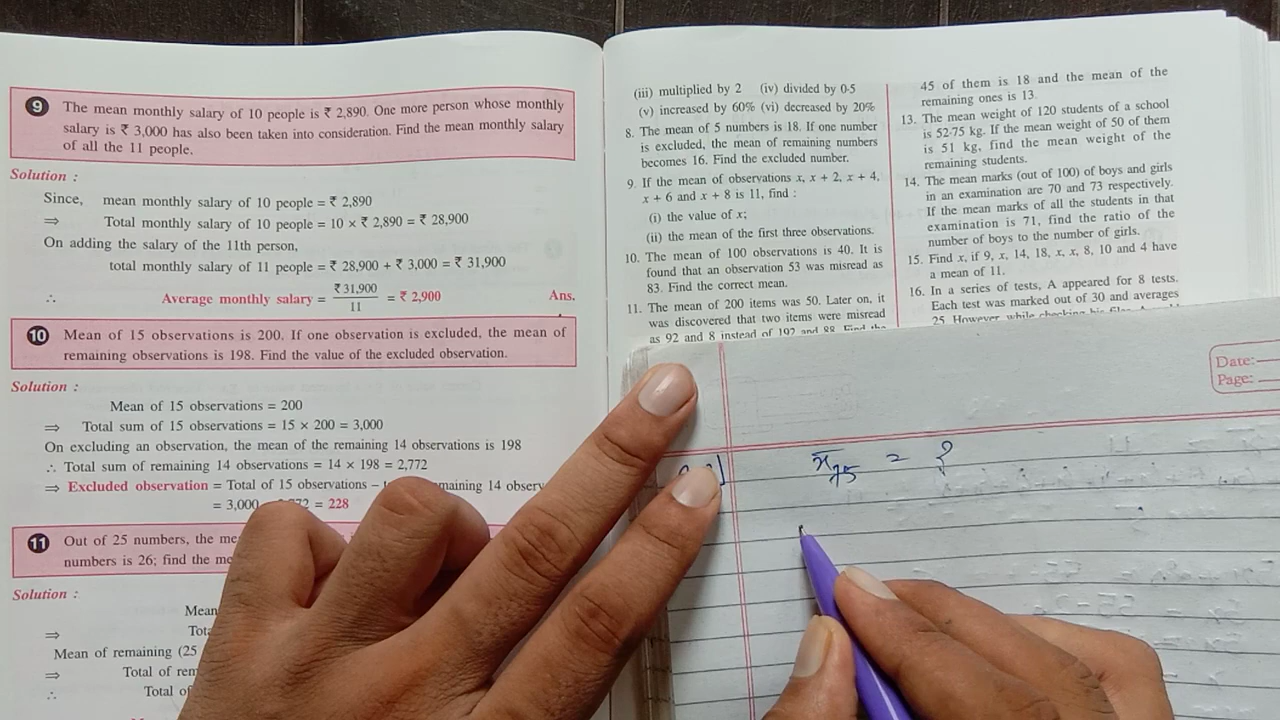 9 The mean monthly salary of 10 people is ₹ 2,890. One more person whose monthly
salary is ₹ 3,000 has also been taken into consideration. Find the mean monthly salary
of all the 11 people.
Solution :
Since, mean monthly salary of 10 people = ₹ 2,890
⇒ Total monthly salary of 10 people = 10 × ₹ 2,890 = ₹ 28,900
On adding the salary of the 11th person,
total monthly salary of 11 people = ₹ 28,900 + ₹ 3,000 = ₹ 31,900
∴ Average monthly salary = ₹ 31,900 / 11 = ₹ 2,900 Ans.
10 Mean of 15 observations is 200. If one observation is excluded, the mean of
remaining observations is 198. Find the value of the excluded observation.
Solution :
Mean of 15 observations = 200
⇒ Total sum of 15 observations = 15 × 200 = 3,000
On excluding an observation, the mean of the remaining 14 observations is 198
∴ Total sum of remaining 14 observations = 14 × 198 = 2,772
⇒ Excluded observation = Total of 15 observations –
= 3,000 = 228
11 Out of 25 numbers, the
numbers is 26; find the
Solution :
Mean
⇒
Mean of remaining (25
⇒ Total of
∴ Total
(iii) multiplied by 2 (iv) divided by 0·5
(v) increased by 60% (vi) decreased by 20%
8. The mean of 5 numbers is 18. If one number
is excluded, the mean of remaining numbers
becomes 16. Find the excluded number.
9. If the mean of observations x, x + 2, x + 4,
x + 6 and x + 8 is 11, find :
(i) the value of x;
(ii) the mean of the first three observations.
10. The mean of 100 observations is 40. It is
found that an observation 53 was misread as
83. Find the correct mean.
11. The mean of 200 items was 50. Later on, it
was discovered that two items were misread
as 92 and 8 instead of 192 and 88. Find the
45 of them is 18 and the mean of the
remaining ones is 13.
13. The mean weight of 120 students of a school
is 52·75 kg. If the mean weight of 50 of them
is 51 kg, find the mean weight of the
remaining students.
14. The mean marks (out of 100) of boys and girls
in an examination are 70 and 73 respectively.
If the mean marks of all the students in that
examination is 71, find the ratio of the
number of boys to the number of girls.
15. Find x, if 9, x, 14, 18, x, x, 8, 10 and 4 have
a mean of 11.
16. In a series of tests, A appeared for 8 tests.
Each test was marked out of 30 and averages
25. However, while checking his files, A
Date:
Page:
x̄75 = ?